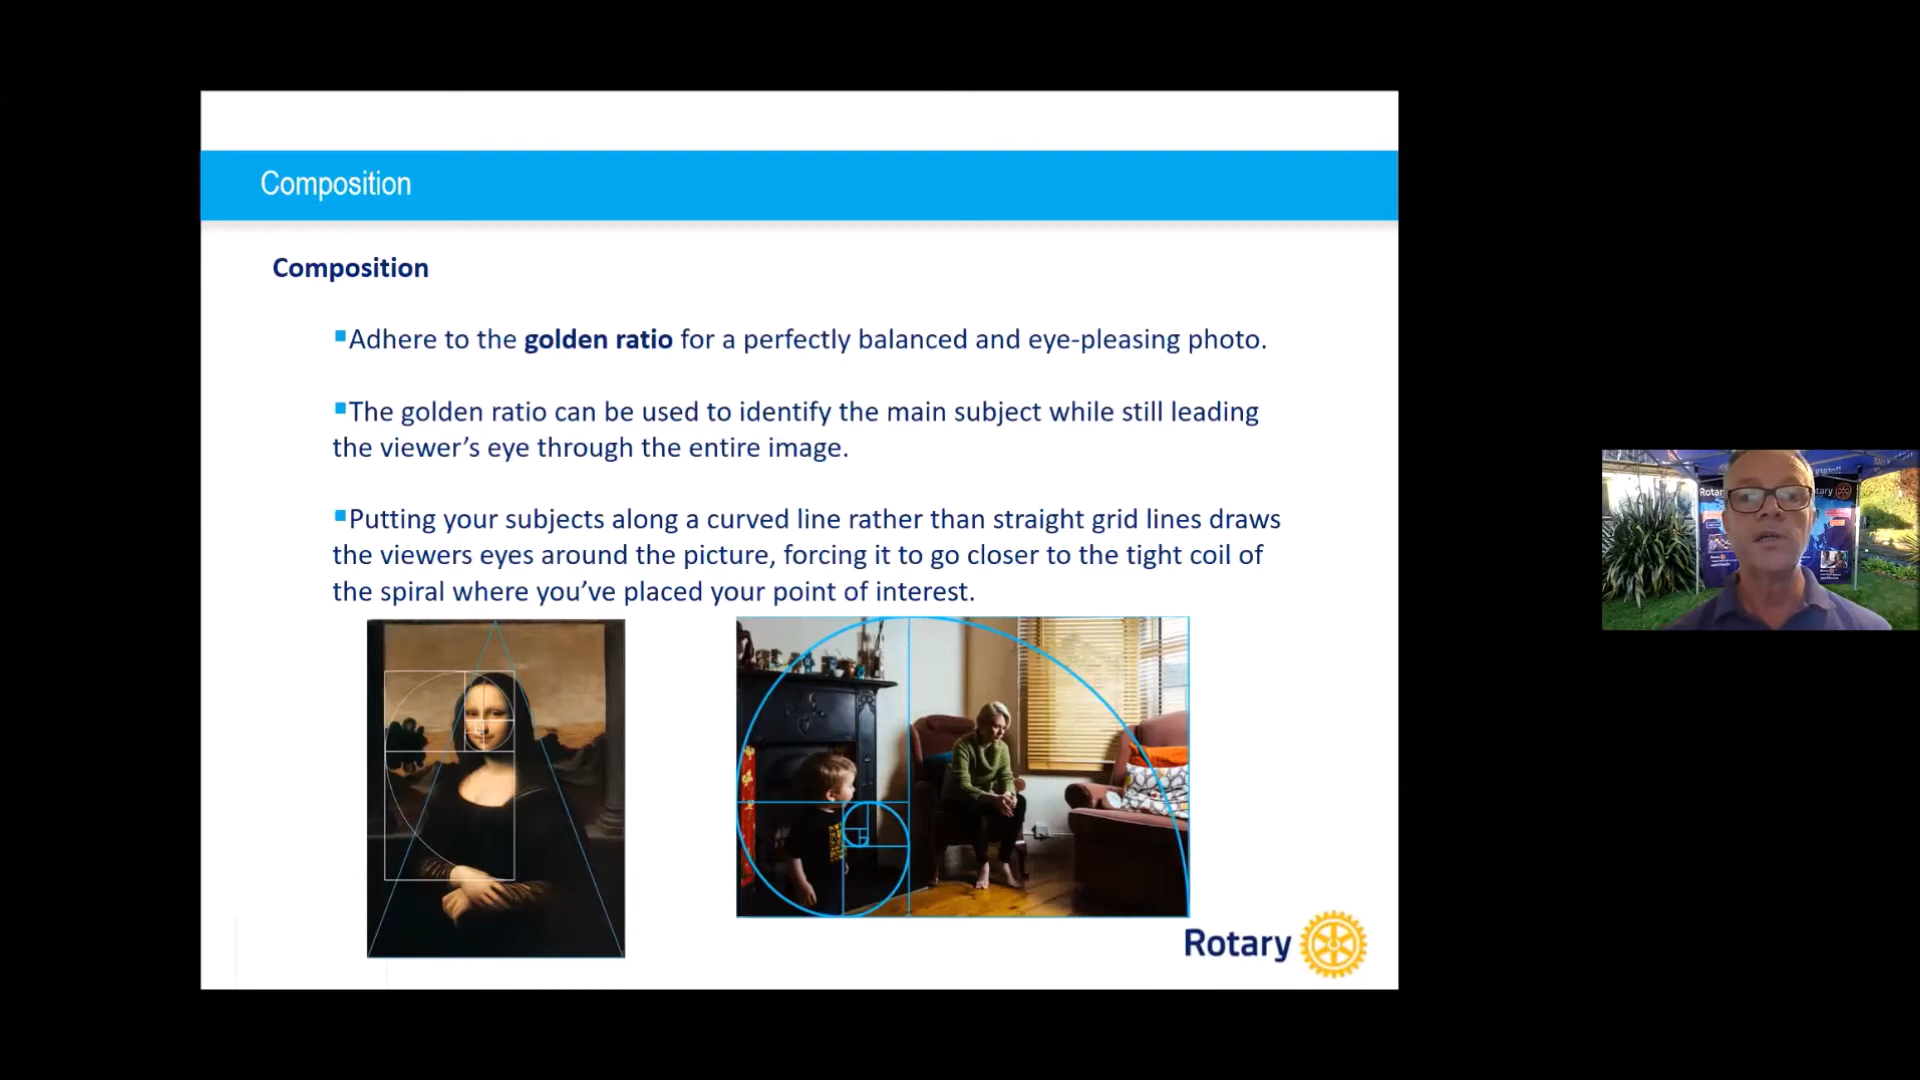 Composition
Composition
▪Adhere to the golden ratio for a perfectly balanced and eye-pleasing photo.
▪The golden ratio can be used to identify the main subject while still leading
the viewer’s eye through the entire image.
▪Putting your subjects along a curved line rather than straight grid lines draws
the viewers eyes around the picture, forcing it to go closer to the tight coil of
the spiral where you’ve placed your point of interest.
Rotary